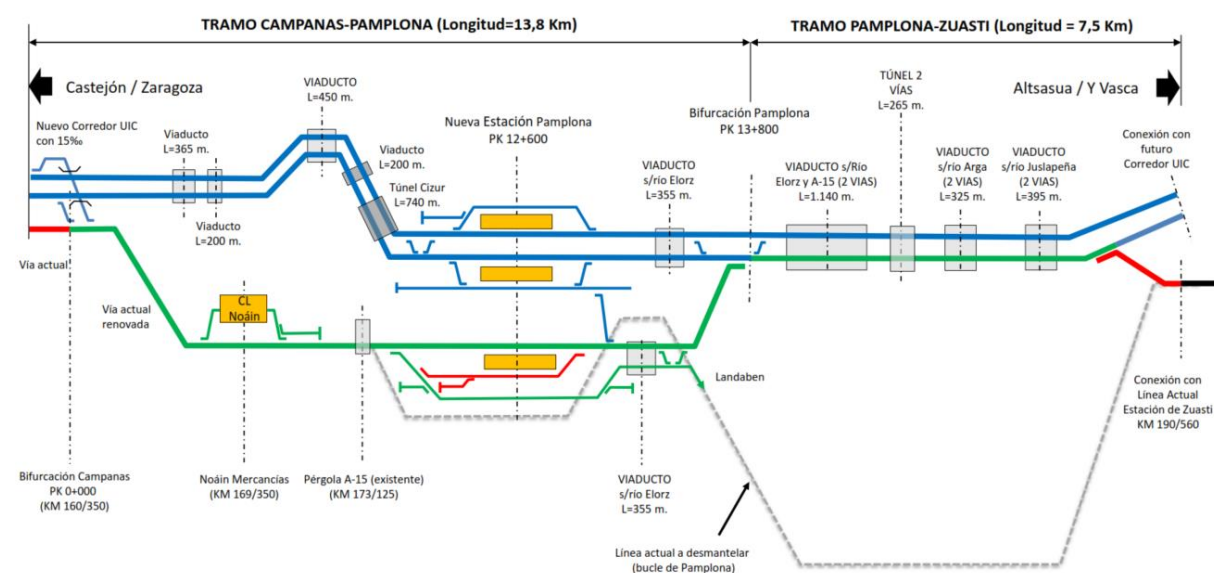 TRAMO CAMPANAS-PAMPLONA (Longitud=13,8 Km)
TRAMO PAMPLONA-ZUASTI (Longitud = 7,5 Km)
Castejón / Zaragoza
Altsasua / Y Vasca
Nuevo Corredor UIC
con 15‰
Viaducto
L=365 m.
Viaducto
L=200 m.
VIADUCTO
L=450 m.
Viaducto
L=200 m.
Túnel Cizur
L=740 m.
Nueva Estación Pamplona
PK 12+600
VIADUCTO
s/río Elorz
L=355 m.
Bifurcación Pamplona
PK 13+800
VIADUCTO s/Río
Elorz y A-15 (2 VIAS)
L=1.140 m.
TÚNEL 2
VÍAS
L=265 m.
VIADUCTO
s/río Arga
(2 VIAS)
L=325 m.
VIADUCTO
s/río Juslapeña
(2 VIAS)
L=395 m.
Conexión con
futuro
Corredor UIC
Vía actual
Vía actual
renovada
CL
Noáin
Landaben
Bifurcación Campanas
PK 0+000
(KM 160/350)
Noáin Mercancías
(KM 169/350)
Pérgola A-15 (existente)
(KM 173/125)
VIADUCTO
s/río Elorz
L=355 m.
Línea actual a desmantelar
(bucle de Pamplona)
Conexión con
Línea Actual
Estación de Zuasti
KM 190/560